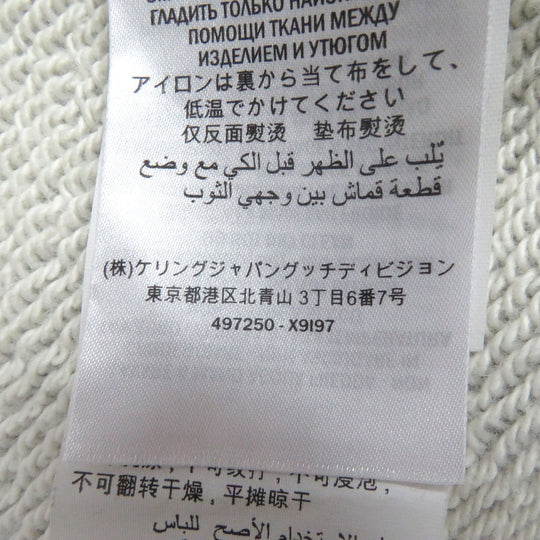 ГЛАДИТЬ ТОЛЬКО
ПОМОЩИ ТКАНИ МЕЖДУ
ИЗДЕЛИЕМ И УТЮГОМ
アイロンは裏から当て布をして、
低温でかけてください
仅反面熨烫 垫布熨烫
يّلب على الظهر قبل الكي مع وضع
قطعة قماش بين وجهي الثوب
(株)ケリングジャパングッチディビジョン
東京都港区北青山 3丁目6番7号
497250 - X9I97
不可翻转干燥, 平摊晾干
الاستخدام الأصح للباس